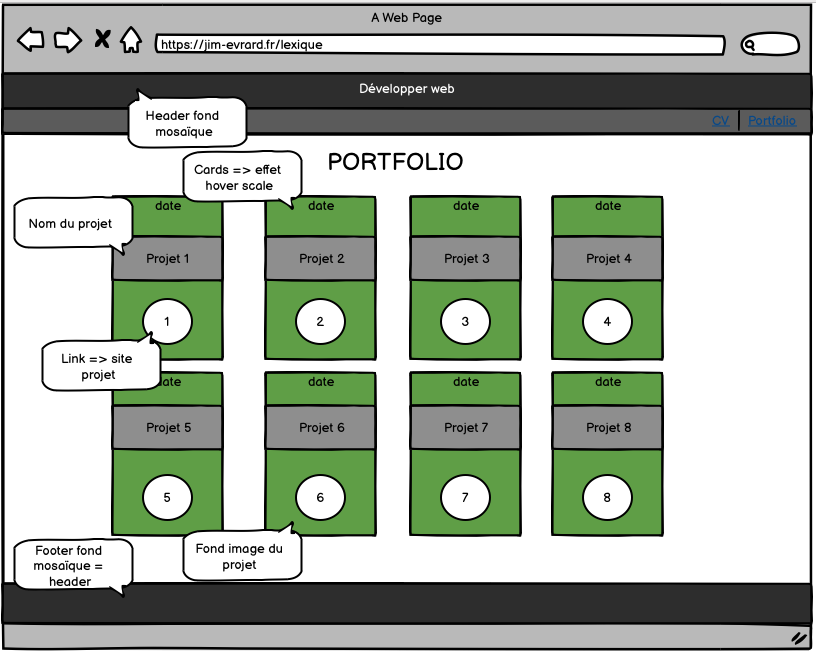 A Web Page
https://jim-evrard.fr/lexique
Développer web
Header fond
mosaïque
CV
Portfolio
PORTFOLIO
Cards => effet
hover scale
Nom du projet
date
date
date
date
Projet 1
Projet 2
Projet 3
Projet 4
1
2
3
4
Link => site
projet
date
date
date
date
Projet 5
Projet 6
Projet 7
Projet 8
5
6
7
8
Fond image du
projet
Footer fond
mosaïque =
header